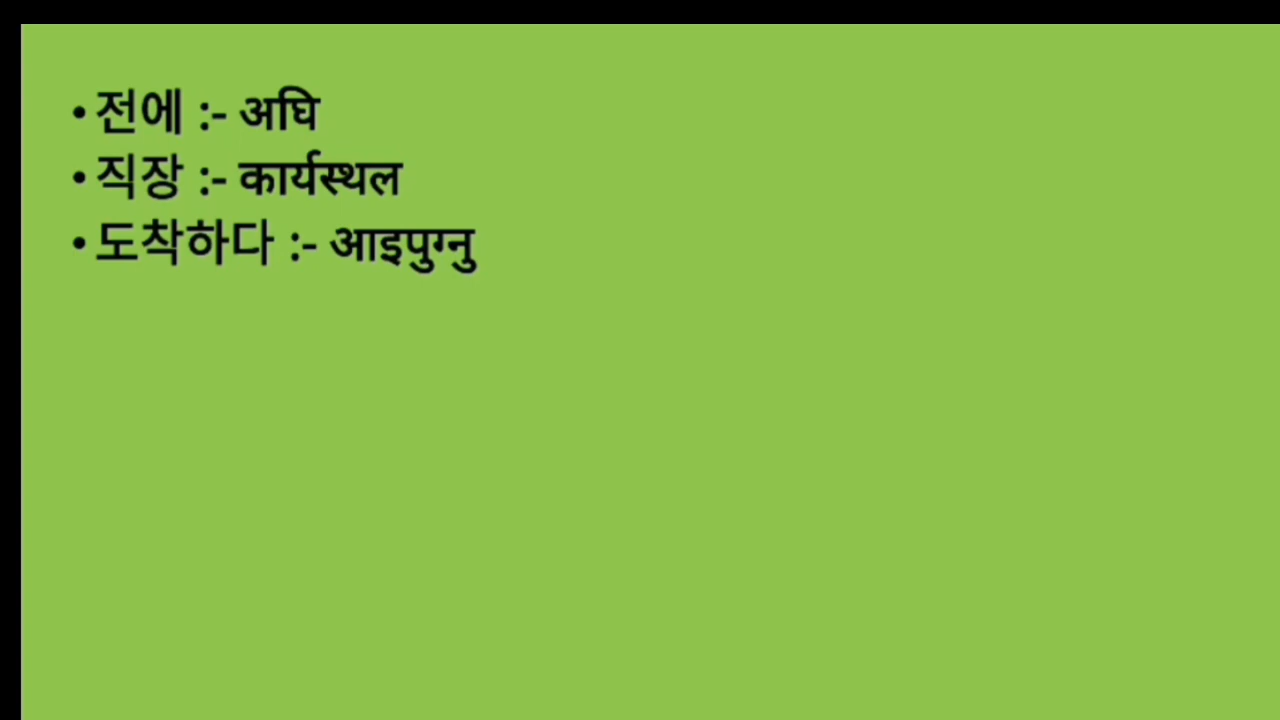 • 전에 :- अघि
• 직장 :- कार्यस्थल
• 도착하다 :- आइपुग्नु